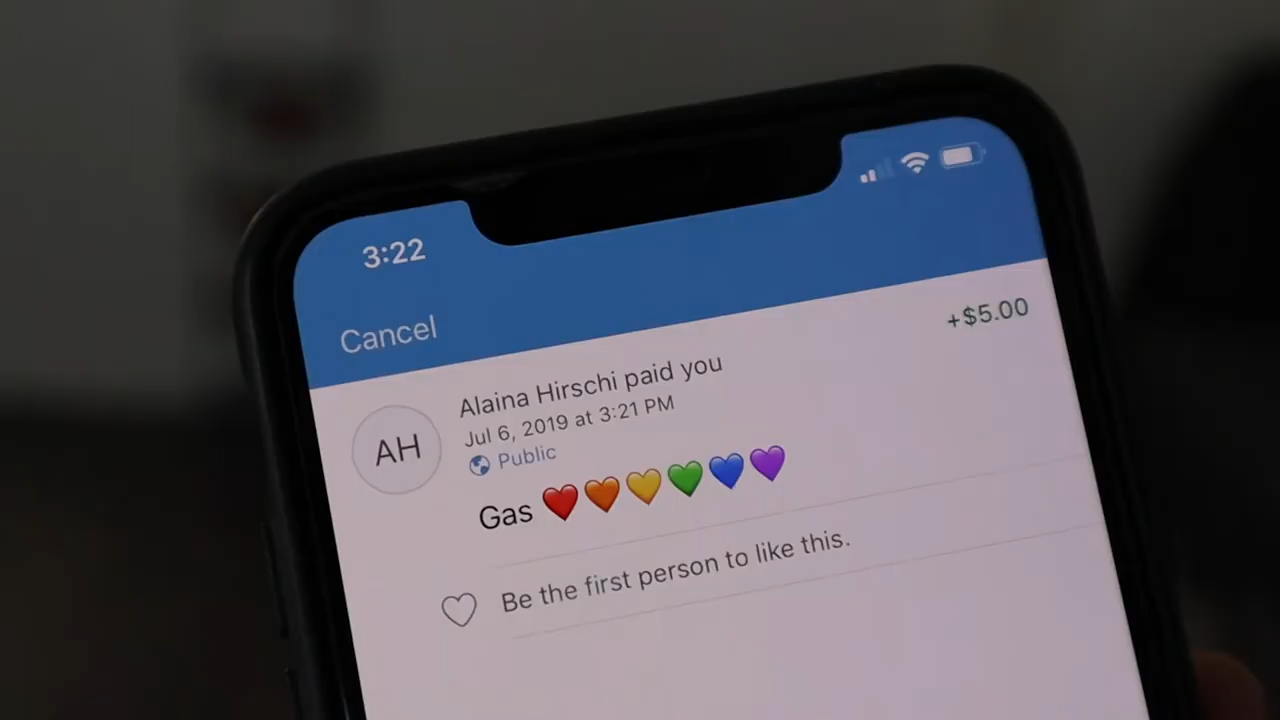 3:22
Cancel
+$5.00
AH
Alaina Hirschi paid you
Jul 6, 2019 at 3:21 PM
Public
Gas ❤️🧡💛💚💙💜
Be the first person to like this.